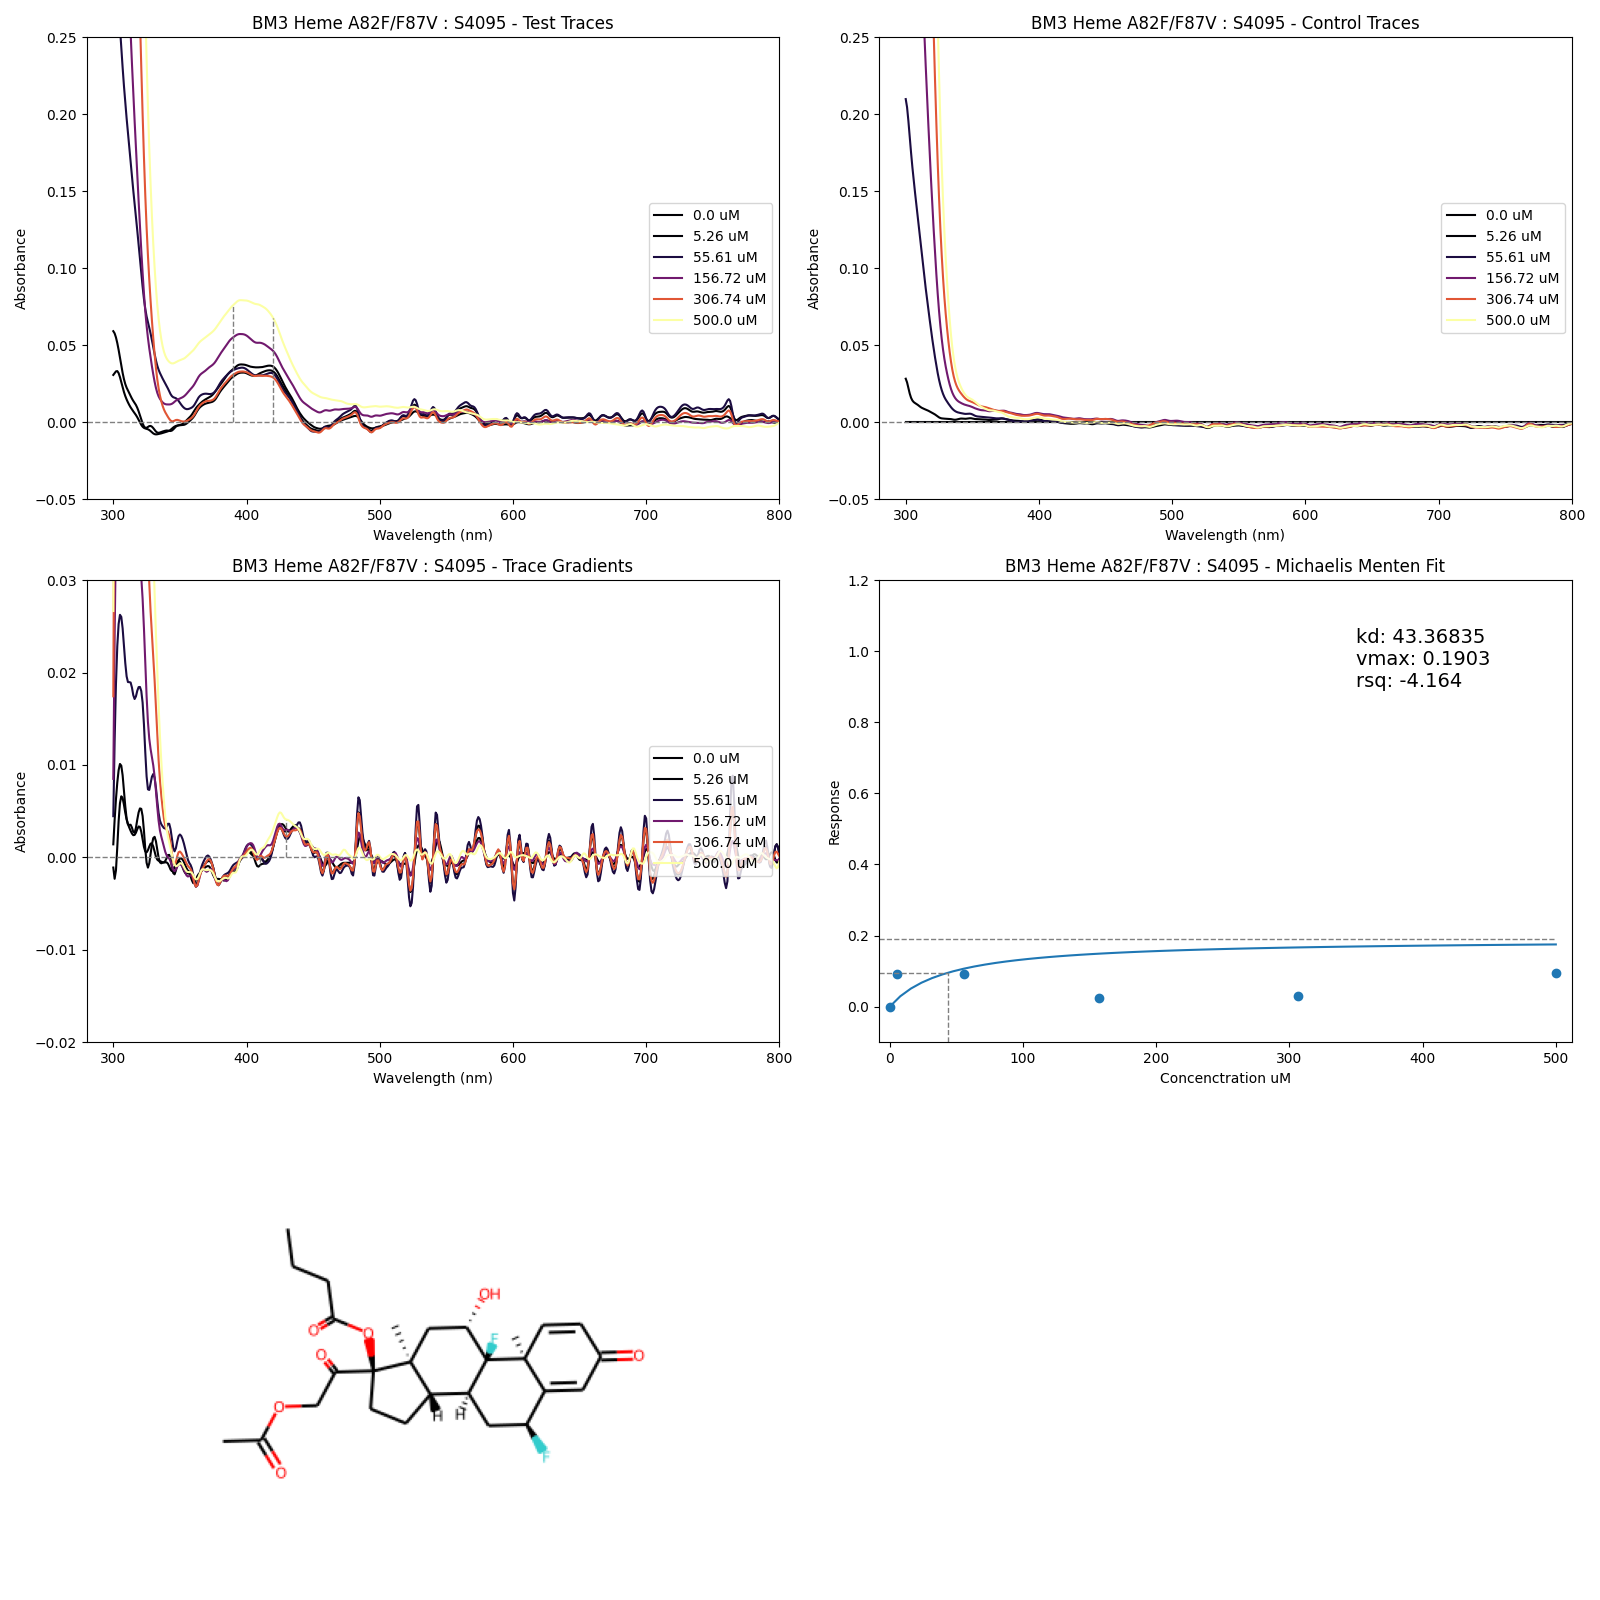 BM3 Heme A82F/F87V : S4095 - Test Traces
0.25
0.20
0.15
0.10
0.05
0.00
−0.05
Absorbance
300 400 500 600 700 800
Wavelength (nm)
0.0 uM
5.26 uM
55.61 uM
156.72 uM
306.74 uM
500.0 uM
BM3 Heme A82F/F87V : S4095 - Control Traces
0.25
0.20
0.15
0.10
0.05
0.00
−0.05
Absorbance
300 400 500 600 700 800
Wavelength (nm)
0.0 uM
5.26 uM
55.61 uM
156.72 uM
306.74 uM
500.0 uM
BM3 Heme A82F/F87V : S4095 - Trace Gradients
0.03
0.02
0.01
0.00
−0.01
−0.02
Absorbance
300 400 500 600 700 800
Wavelength (nm)
0.0 uM
5.26 uM
55.61 uM
156.72 uM
306.74 uM
500.0 uM
BM3 Heme A82F/F87V : S4095 - Michaelis Menten Fit
1.2
1.0
0.8
0.6
0.4
0.2
0.0
Response
kd: 43.36835
vmax: 0.1903
rsq: -4.164
0 100 200 300 400 500
Concenctration uM
OH
F
O
O
O
O
O
O
H
H
F